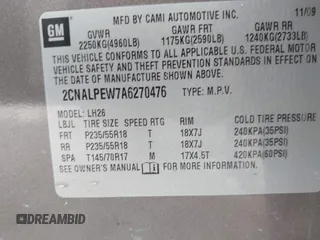 GM
MFD BY CAMI AUTOMOTIVE INC. 11/09
GVWR GAWR FRT GAWR RR
2250KG(4960LB) 1175KG(2590LB) 1240KG(2733LB)
THIS VEHICLE CONFORMS TO ALL APPLICABLE U.S. FEDERAL
MOTOR VEHICLE SAFETY, BUMPER, AND
THEFT PREVENTION STANDARDS IN EFFECT ON THE DATE OF
MANUFACTURE SHOWN ABOVE.
2CNALPEW7A6270476 TYPE: M.P.V.
LH26
LBJL TIRE SIZE SPEED RTG RIM COLD TIRE PRESSURE
FRT P235/55R18 T 18X7J 240KPA(35PSI)
RR P235/55R18 T 18X7J 240KPA(35PSI)
SPA T145/70R17 M 17X4.5T 420KPA(60PSI)
SEE OWNER'S MANUAL FOR MORE INFORMATION.
© AUTOBIDMASTER